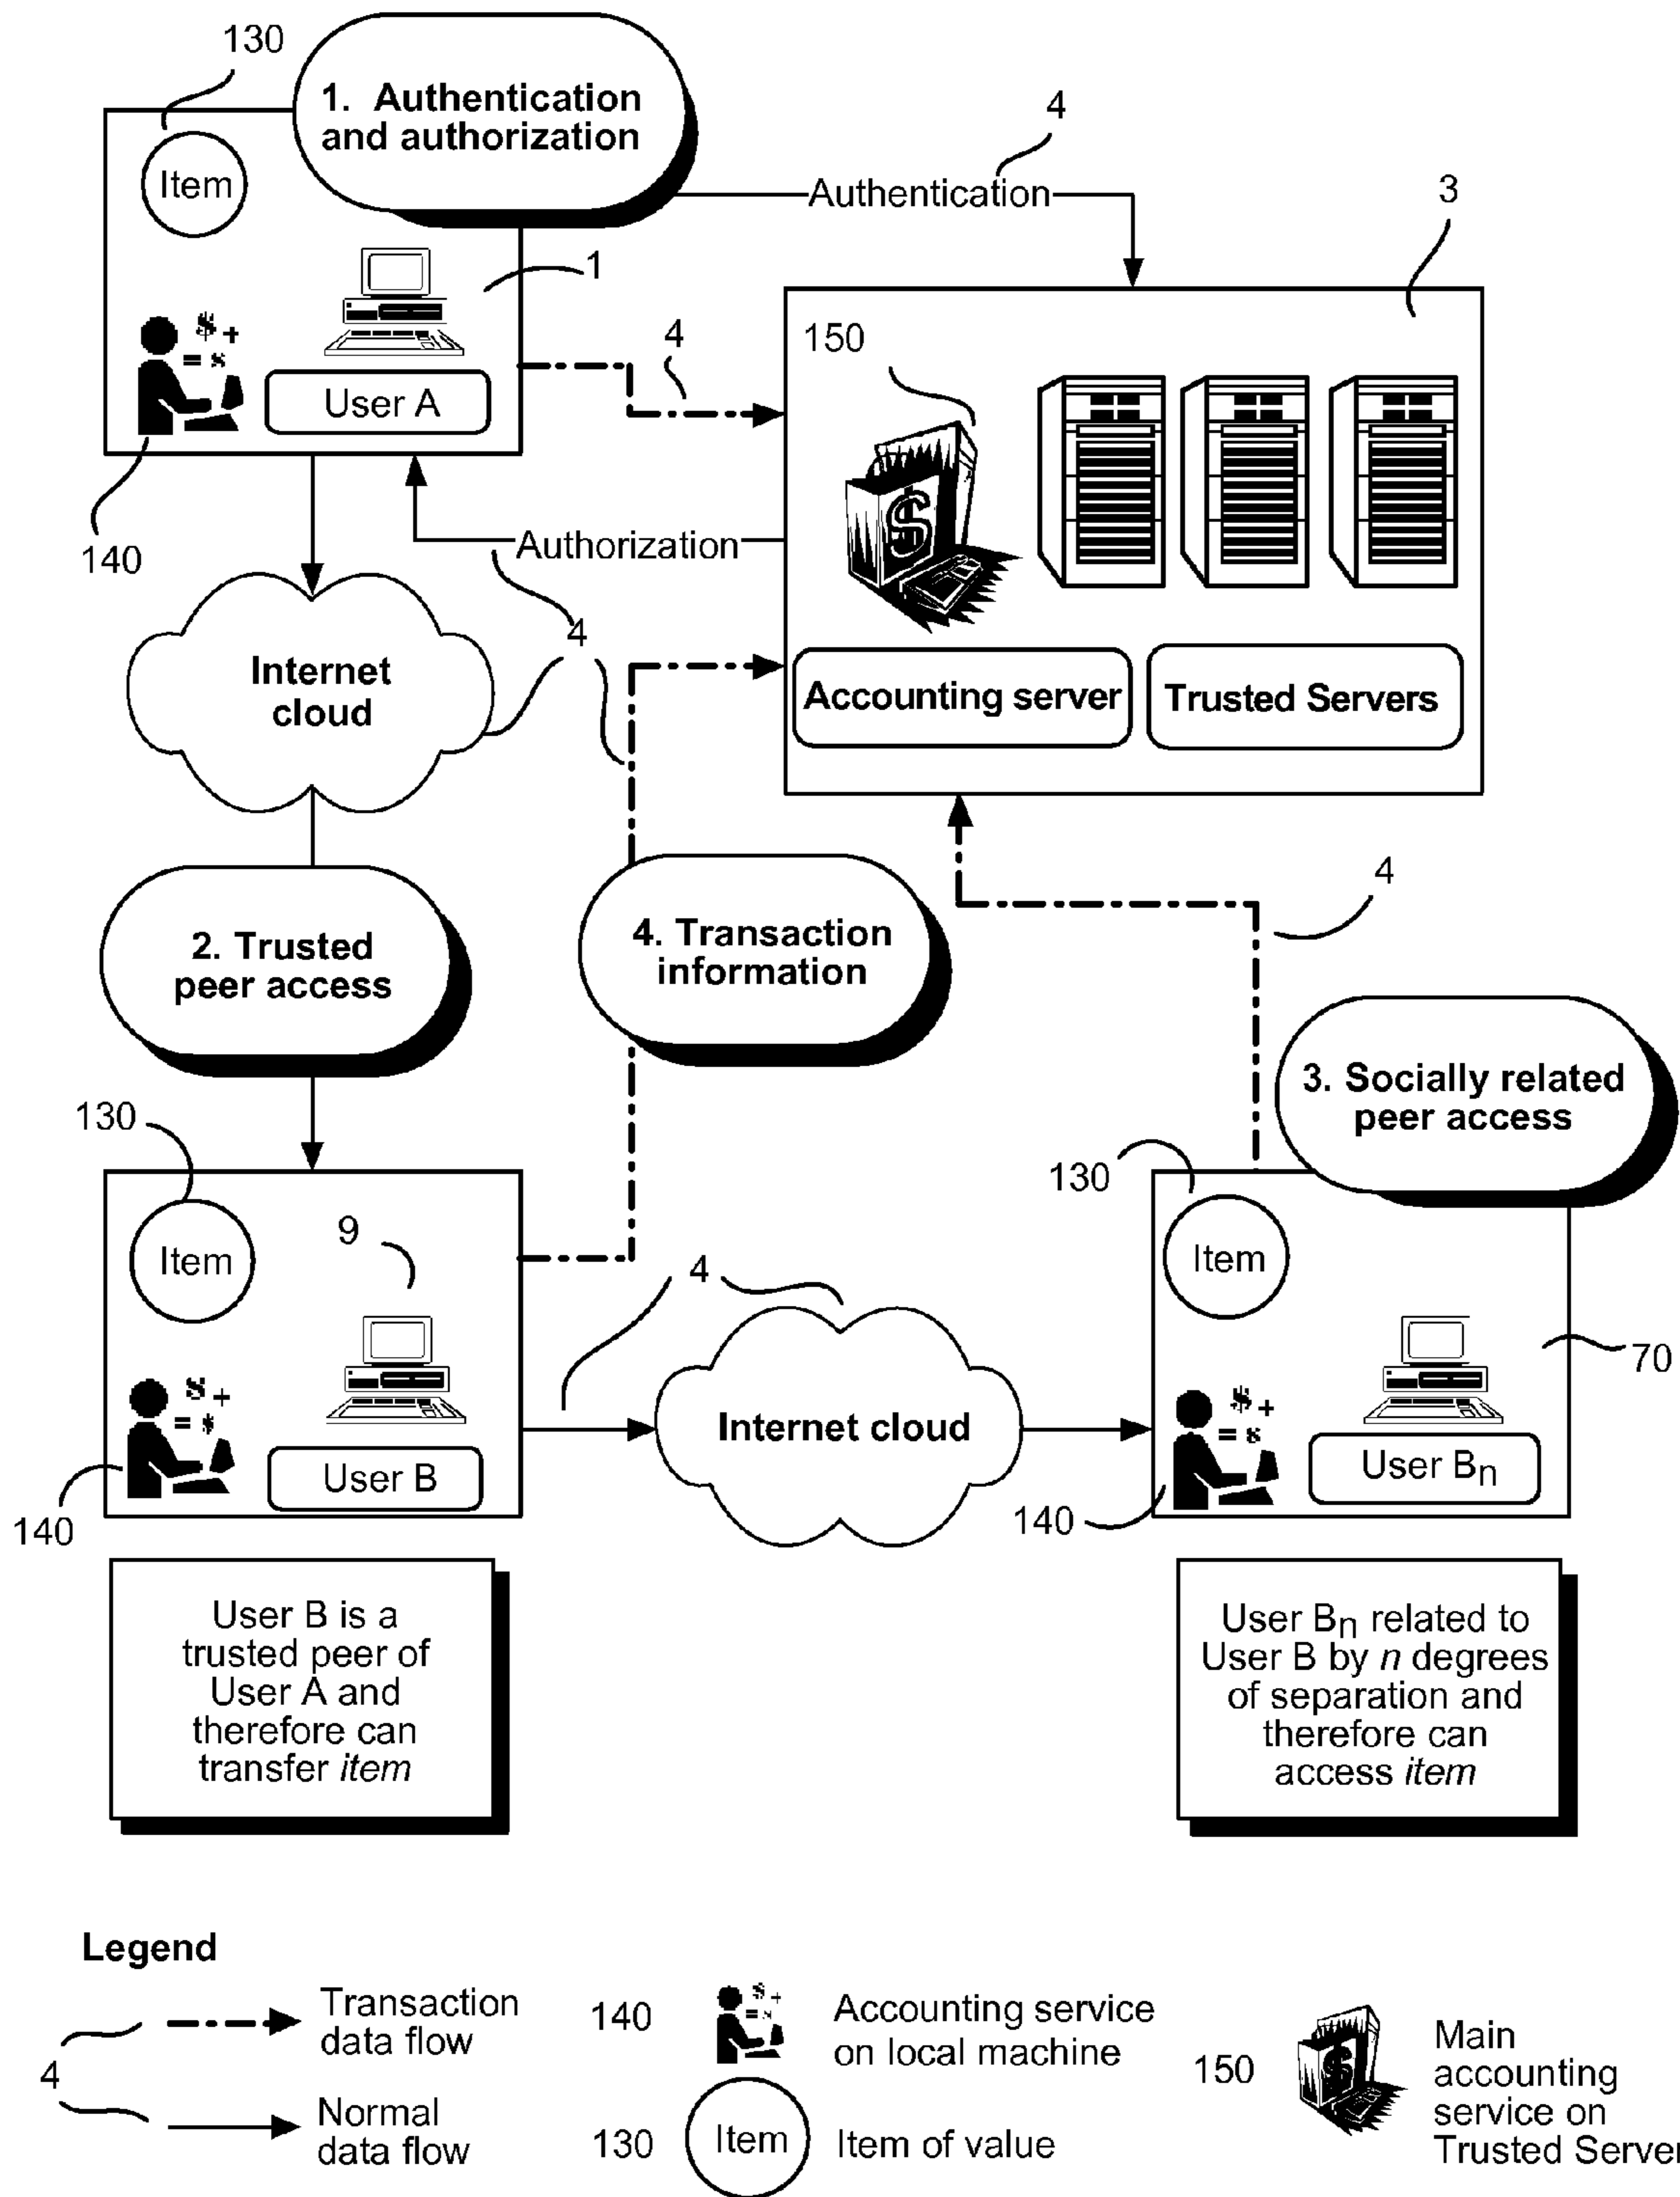 130
1. Authentication
and authorization
4
Item
Authentication
3
1
$ +
= $
4
150
User A
140
Authorization
4
Internet
cloud
Accounting server
Trusted Servers
4
2. Trusted
peer access
4. Transaction
information
3. Socially related
peer access
130
130
Item
9
Item
4
70
$ +
= $
$ +
= $
Internet cloud
User B
User Bn
140
140
User B is a
trusted peer of
User A and
therefore can
transfer item
User Bn related to
User B by n degrees
of separation and
therefore can
access item
Legend
4
Transaction
data flow
Normal
data flow
140
$ +
Accounting service
on local machine
130
Item
Item of value
150
$
Main
accounting
service on
Trusted Server